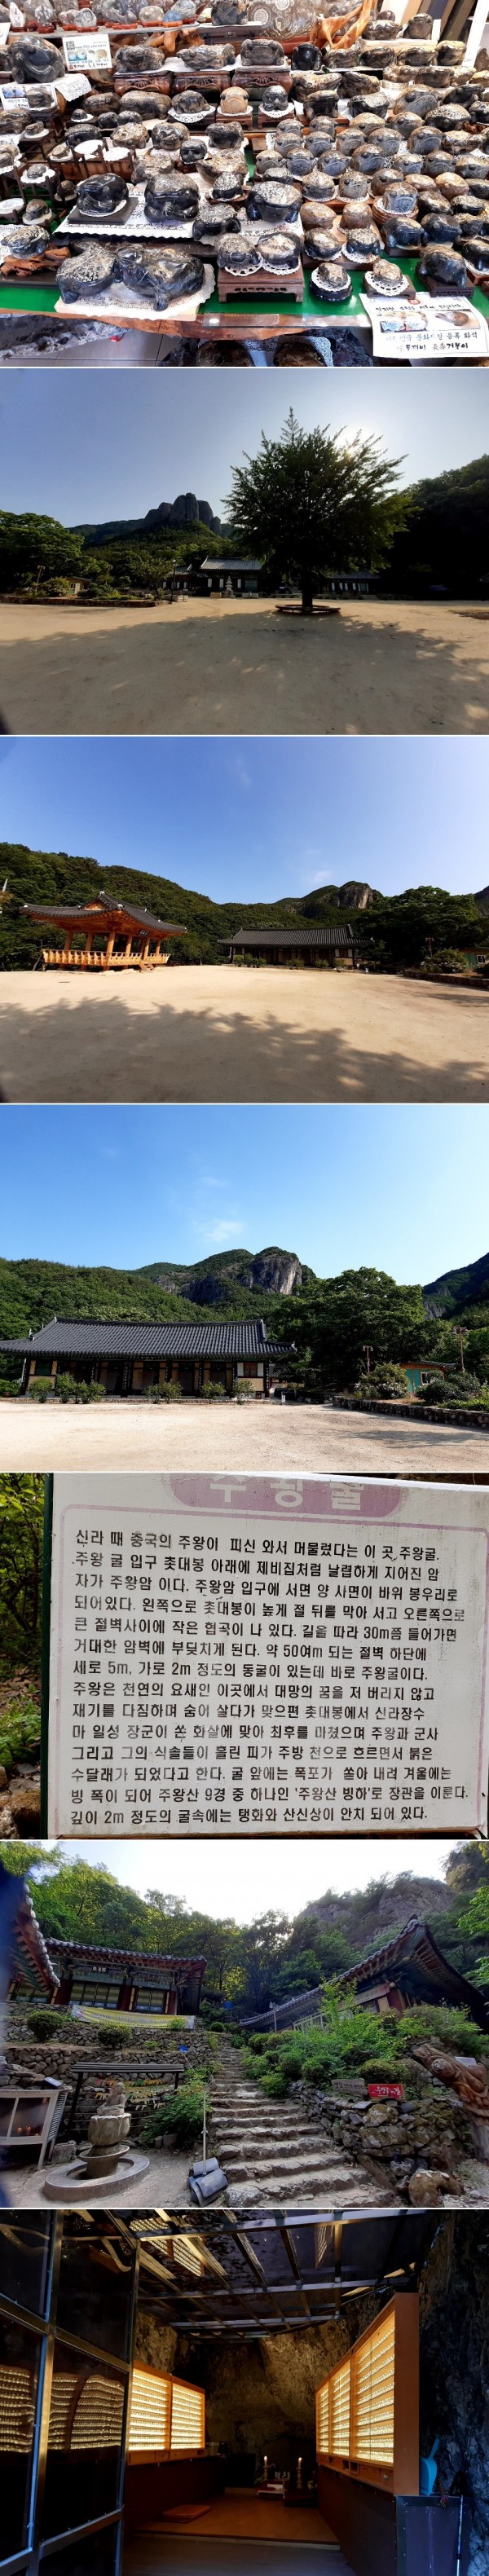 주왕굴
신라 때 중국의 주왕이 피신 와서 머물렀다는 이 곳 주왕굴.
주왕 굴 입구 촛대봉 아래에 제비집처럼 날렵하게 지어진 암
자가 주왕암 이다. 주왕암 입구에 서면 양 사면이 바위 봉우리로
되어있다. 왼쪽으로 촛대봉이 높게 절 뒤를 막아 서고 오른쪽으로
큰 절벽사이에 작은 협곡이 나 있다. 길을 따라 30m쯤 들어가면
거대한 암벽에 부딪치게 된다. 약 50여m 되는 절벽 하단에
세로 5m, 가로 2m 정도의 동굴이 있는데 바로 주왕굴이다.
주왕은 천연의 요새인 이곳에서 대망의 꿈을 저 버리지 않고
재기를 다짐하며 숨어 살다가 맞으편 촛대봉에서 신라장수
마 일성 장군이 쏜 화살에 맞아 최후를 마쳤으며 주왕과 군사
그리고 그의 식솔들이 흘린 피가 주방 천으로 흐르면서 붉은
수달래가 되었다고 한다. 굴 앞에는 폭포가 쏟아 내려 겨울에는
빙 폭이 되어 주왕산 9경 중 하나인 '주왕산 빙하'로 장관을 이룬다.
깊이 2m 정도의 굴속에는 탱화와 산신상이 안치 되어 있다.